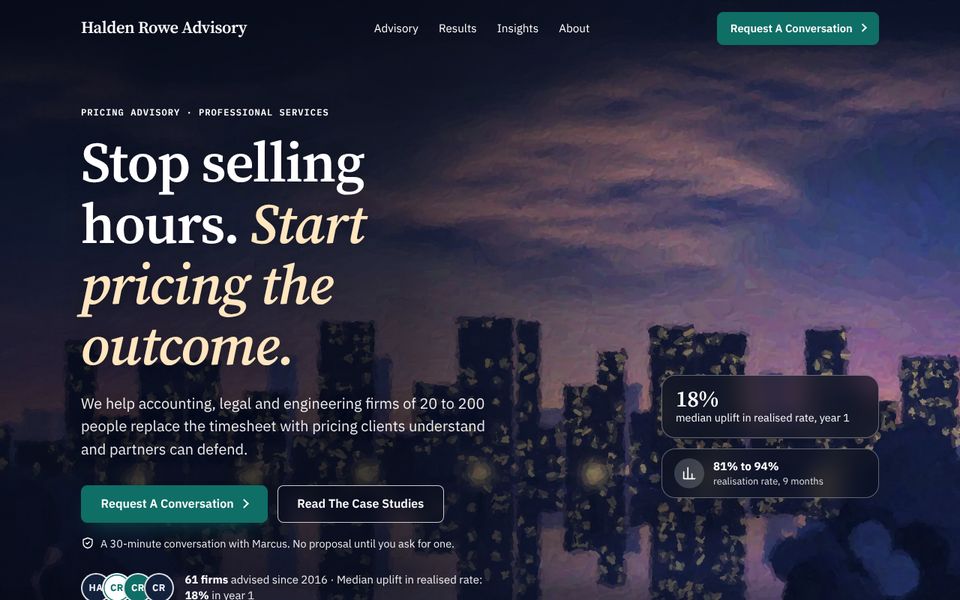 Halden Rowe Advisory
Advisory
Results
Insights
About
Request A Conversation
PRICING ADVISORY · PROFESSIONAL SERVICES
Stop selling
hours. Start
pricing the
outcome.
We help accounting, legal and engineering firms of 20 to 200
people replace the timesheet with pricing clients understand
and partners can defend.
Request A Conversation
Read The Case Studies
A 30-minute conversation with Marcus. No proposal until you ask for one.
HA CR CR CR
61 firms advised since 2016 · Median uplift in realised rate:
18% in year 1
18%
median uplift in realised rate, year 1
81% to 94%
realisation rate, 9 months